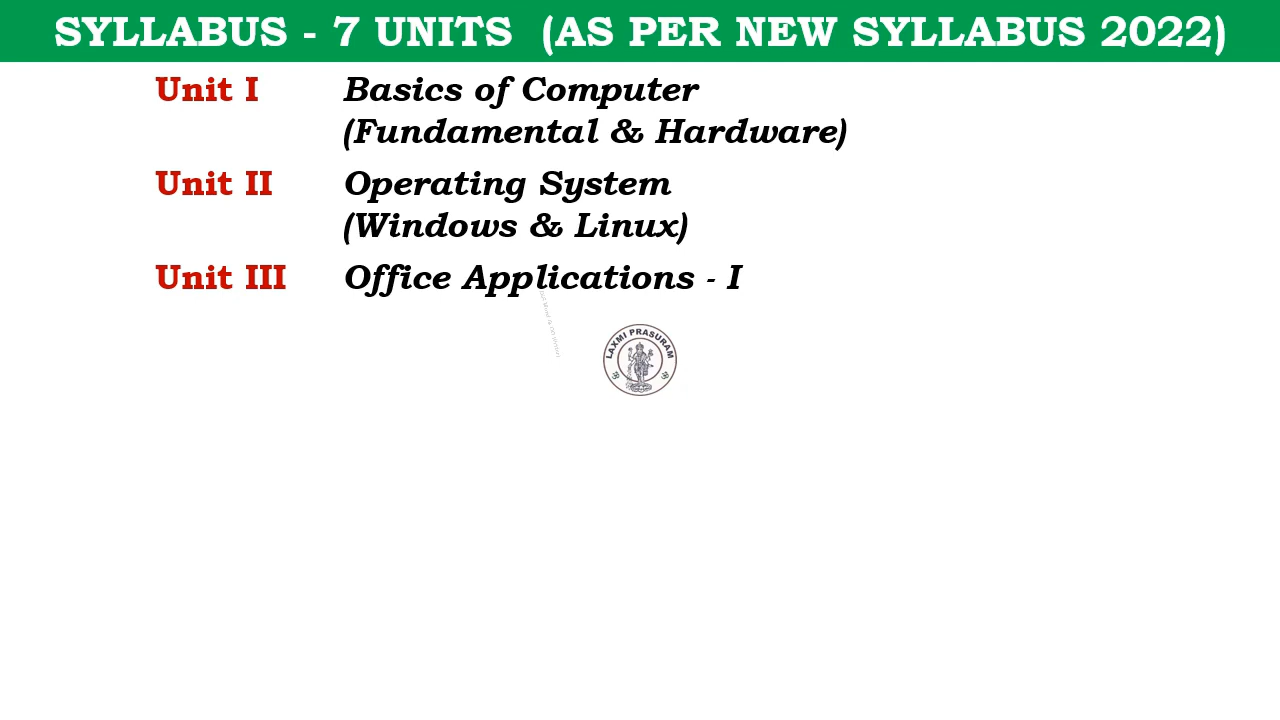 SYLLABUS - 7 UNITS (AS PER NEW SYLLABUS 2022)
Unit I Basics of Computer
(Fundamental & Hardware)
Unit II Operating System
(Windows & Linux)
Unit III Office Applications - I
LAXMI PRASURAM